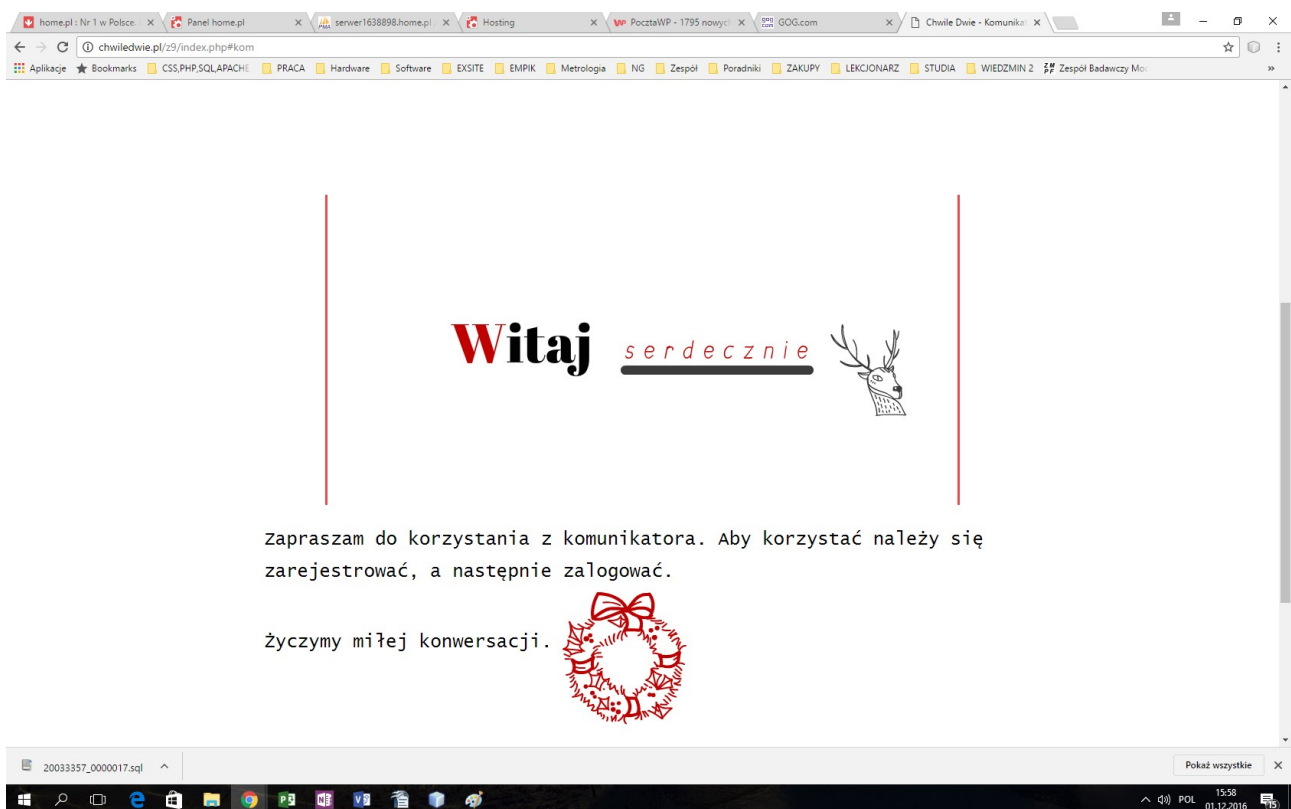 home.pl : Nr 1 w Polsce.
Panel home.pl
serwer1638898.home.pl
Hosting
PocztaWP - 1795 nowyc
GOG.com
Chwile Dwie - Komunikat
chwiledwie.pl/z9/index.php#kom
Aplikacje Bookmarks CSS,PHP,SQL,APACHE PRACA Hardware Software EXSITE EMPIK Metrologia NG Zespół Poradniki ZAKUPY LEKCJONARZ STUDIA WIEDZMIN 2 Zespół Badawczy Mo
Witaj serdecznie
Zapraszam do korzystania z komunikatora. Aby korzystać należy się
zarejestrować, a następnie zalogować.
Życzymy miłej konwersacji.
20033357_0000017.sql
Pokaż wszystkie
POL
15:58
01.12.2016